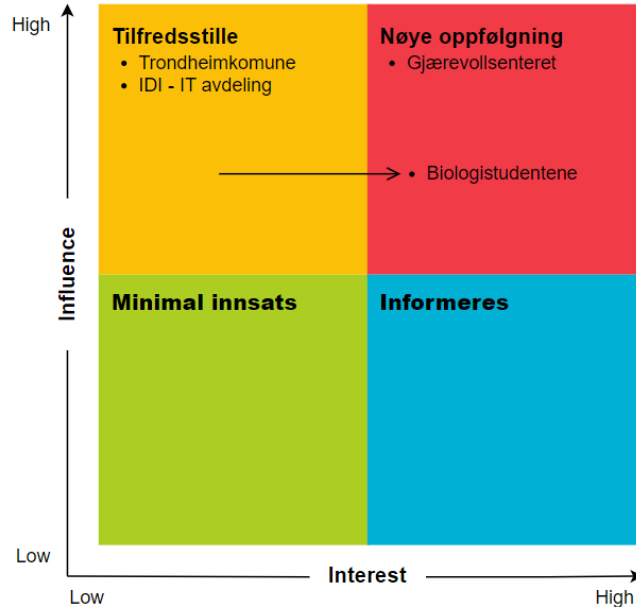 High
Tilfredsstille
• Trondheimkomune
• IDI - IT avdeling
Nøye oppfølgning
• Gjærevollsenteret
• Biologistudentene
Influence
Minimal innsats
Informeres
Low
Interest
Low
High